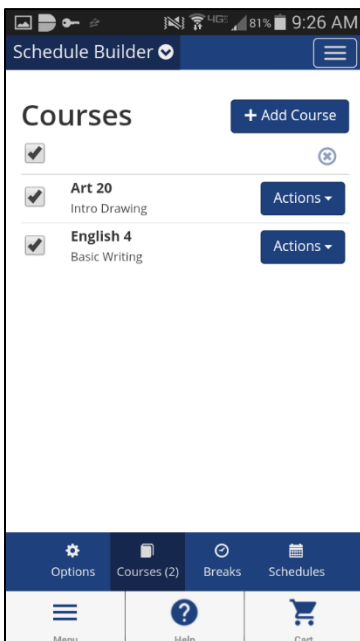 4G 81% 9:26 AM
Schedule Builder
Courses
+ Add Course
Art 20
Intro Drawing
Actions
English 4
Basic Writing
Actions
Options Courses (2) Breaks Schedules
Menu Help Cart